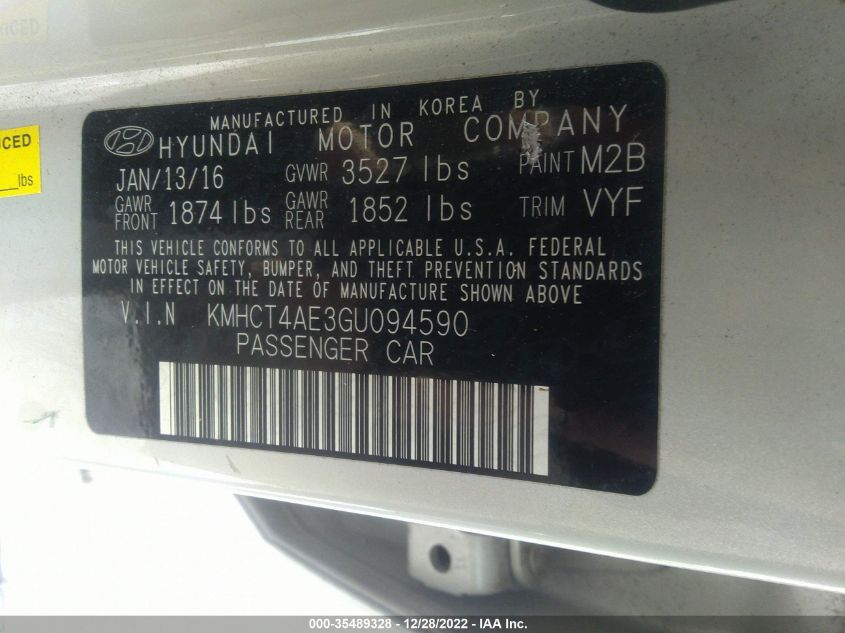 RICED
UCED
lbs
MANUFACTURED IN KOREA BY
HYUNDAI MOTOR COMPANY
JAN/13/16 GVWR 3527 lbs PAINT M2B
GAWR FRONT 1874 lbs GAWR REAR 1852 lbs TRIM VYF
THIS VEHICLE CONFORMS TO ALL APPLICABLE U.S.A. FEDERAL
MOTOR VEHICLE SAFETY, BUMPER, AND THEFT PREVENTION STANDARDS
IN EFFECT ON THE DATE OF MANUFACTURE SHOWN ABOVE
V.I.N KMHCT4AE3GU094590
PASSENGER CAR
000-35489328 - 12/28/2022 - IAA Inc.